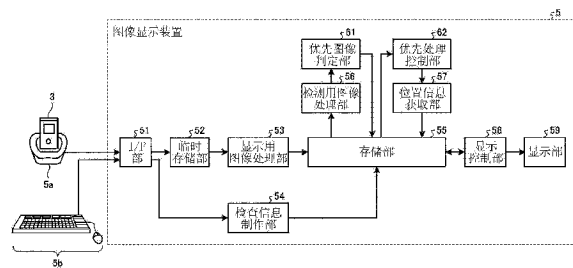 5
图像显示装置
61
优先图像
判定部
62
优先处理
控制部
56
检测用图像
处理部
57
位置信息
获取部
3
5a
51
I/F
部
52
临时
存储部
53
显示用
图像处理部
55
存储部
58
显示
控制部
59
显示部
54
检查信息
制作部
5b